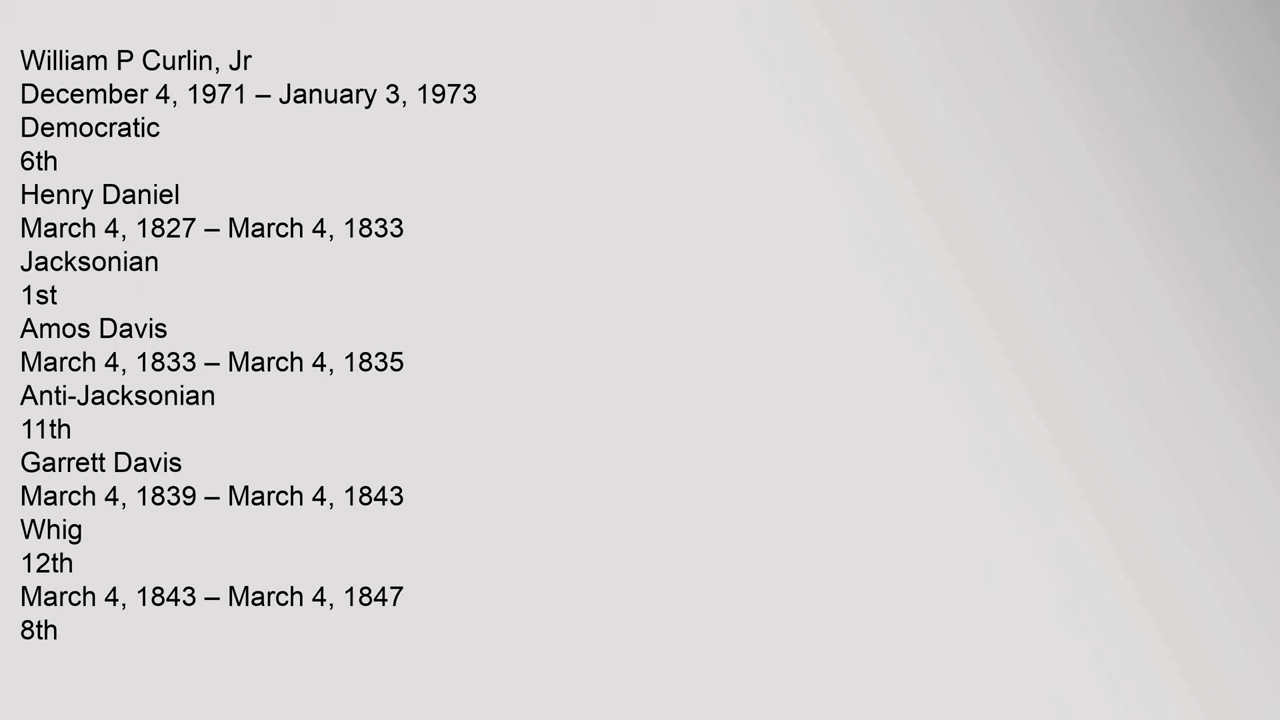 William P Curlin, Jr
December 4, 1971 – January 3, 1973
Democratic
6th
Henry Daniel
March 4, 1827 – March 4, 1833
Jacksonian
1st
Amos Davis
March 4, 1833 – March 4, 1835
Anti-Jacksonian
11th
Garrett Davis
March 4, 1839 – March 4, 1843
Whig
12th
March 4, 1843 – March 4, 1847
8th